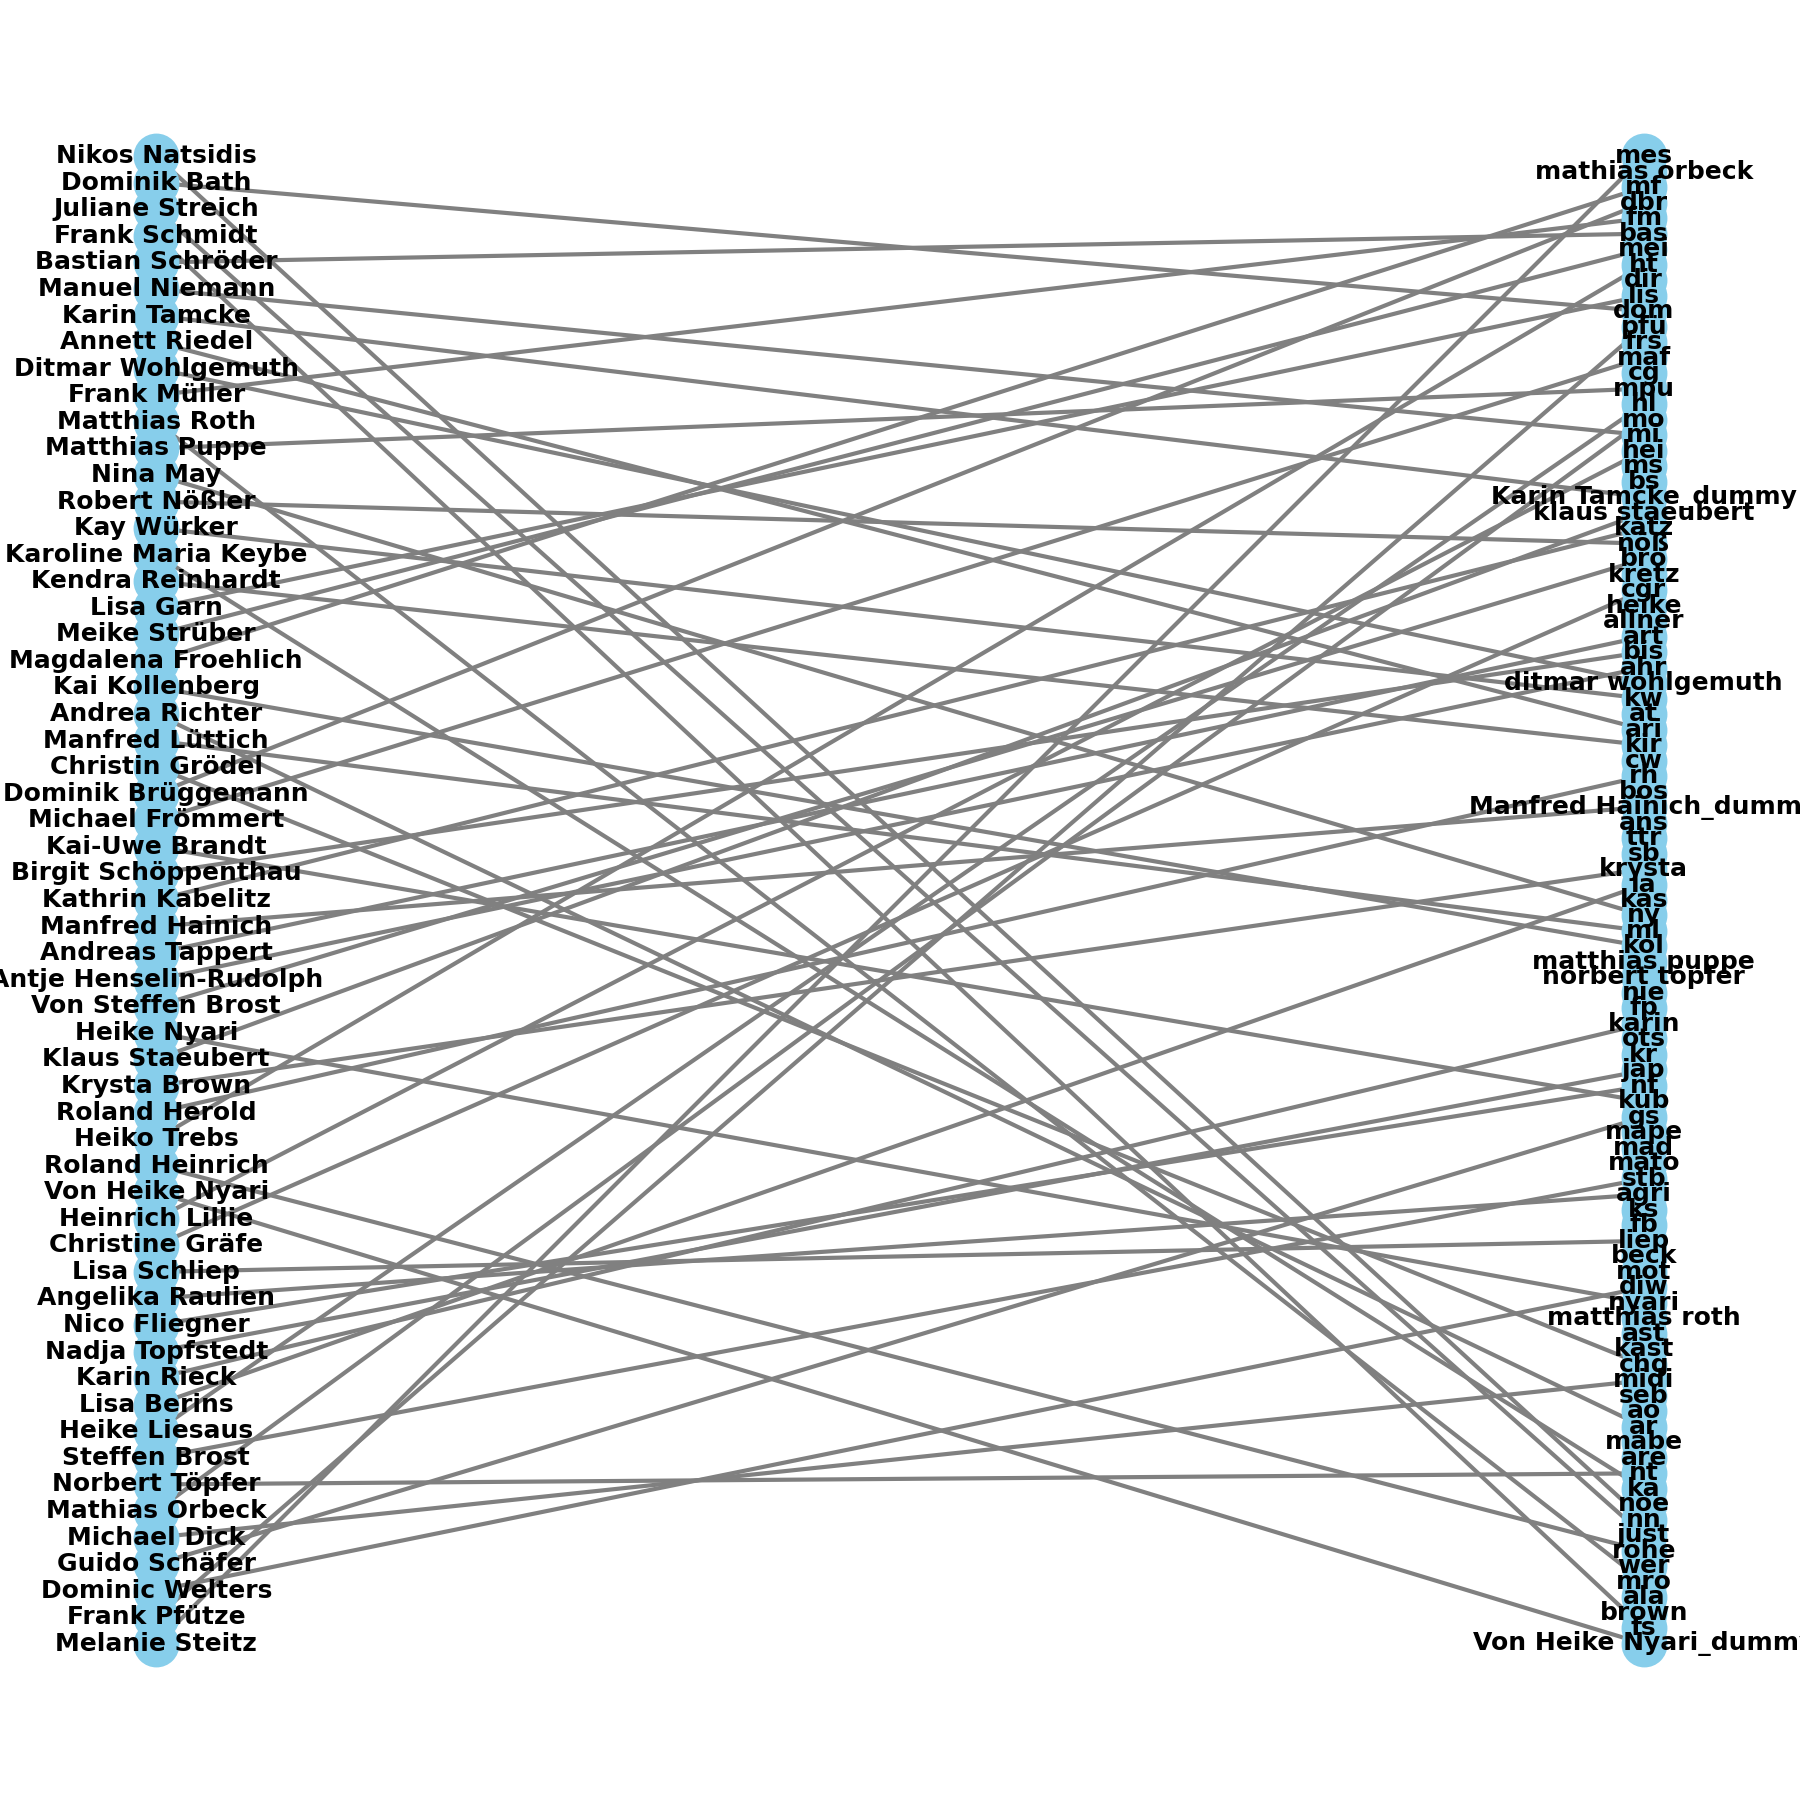 Nikos Natsidis
Dominik Bath
Juliane Streich
Frank Schmidt
Bastian Schröder
Manuel Niemann
Karin Tamcke
Annett Riedel
Ditmar Wohlgemuth
Frank Müller
Matthias Roth
Matthias Puppe
Nina May
Robert Nößler
Kay Würker
Karoline Maria Keybe
Kendra Reinhardt
Lisa Garn
Meike Strüber
Magdalena Froehlich
Kai Kollenberg
Andrea Richter
Manfred Lüttich
Christin Grödel
Dominik Brüggemann
Michael Frömmert
Kai-Uwe Brandt
Birgit Schöppenthau
Kathrin Kabelitz
Manfred Hainich
Andreas Tappert
Antje Henselin-Rudolph
Von Steffen Brost
Heike Nyari
Klaus Staeubert
Krysta Brown
Roland Herold
Heiko Trebs
Roland Heinrich
Von Heike Nyari
Heinrich Lillie
Christine Gräfe
Lisa Schliep
Angelika Raulien
Nico Fliegner
Nadja Topfstedt
Karin Rieck
Lisa Berins
Heike Liesaus
Steffen Brost
Norbert Töpfer
Mathias Orbeck
Michael Dick
Guido Schäfer
Dominic Welters
Frank Pfütze
Melanie Steitz
mes
mathias orbeck
mf
dbr
fm
bas
mei
ht
dir
lis
dom
pfü
frs
maf
cg
mpu
hl
mo
mi
hei
ms
bs
Karin Tamcke_dummy
klaus staeubert
katz
nöß
bro
kretz
cgr
heike
allner
art
bis
ahr
ditmar wohlgemuth
kw
at
ari
kir
cw
rh
bos
Manfred Hainich_dumm
ans
ttr
sb
krysta
la
kas
ny
ml
kol
matthias puppe
norbert töpfer
nie
fp
karin
ots
kr
jap
nf
kub
gs
mape
mad
mato
stb
agri
ks
fb
liep
beck
mot
diw
nyari
matthias roth
ast
kast
chg
midi
seb
ao
ar
mabe
are
nt
ka
noe
nn
just
rohe
wer
mro
ala
brown
fs
Von Heike Nyari_dummy